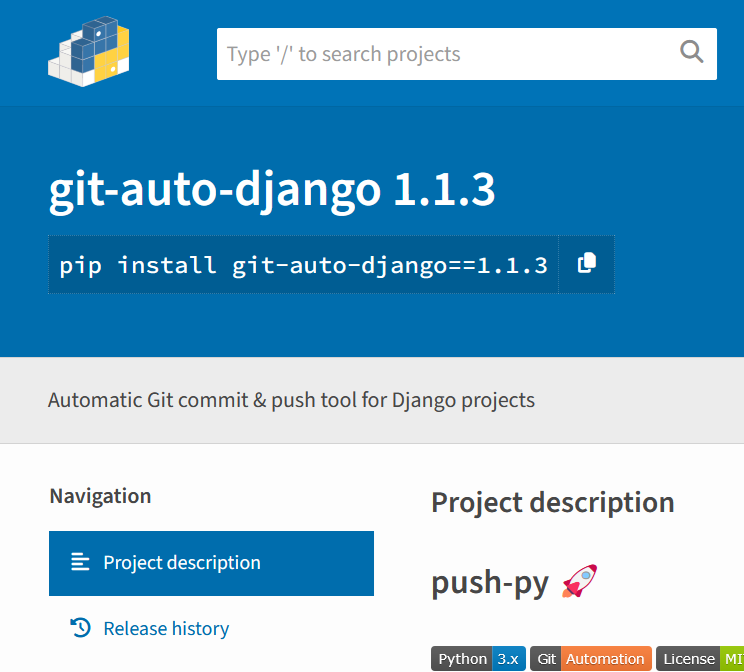 Type '/' to search projects
git-auto-django 1.1.3
pip install git-auto-django==1.1.3
Automatic Git commit & push tool for Django projects
Navigation
Project description
Release history
Project description
push-py 🚀
Python 3.x Git Automation License MI